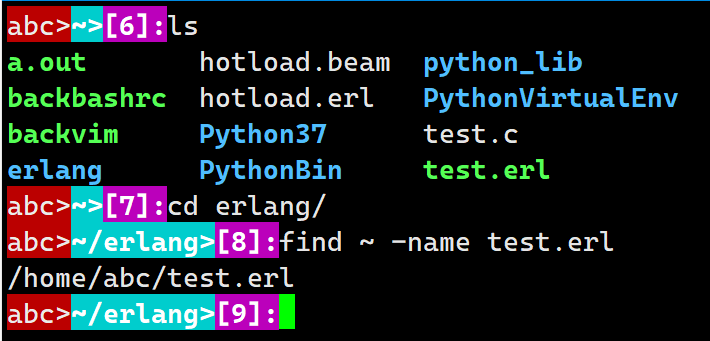 abc>~>[6]:ls
a.out hotload.beam python_lib
backbashrc hotload.erl PythonVirtualEnv
backvim Python37 test.c
erlang PythonBin test.erl
abc>~>[7]:cd erlang/
abc>~/erlang>[8]:find ~ -name test.erl
/home/abc/test.erl
abc>~/erlang>[9]: